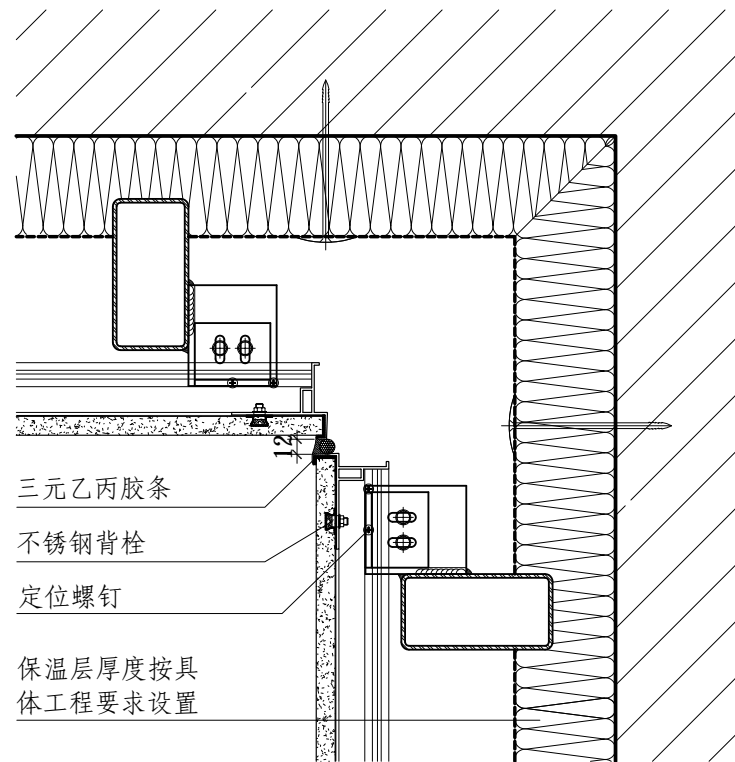 12
三元乙丙胶条
不锈钢背栓
定位螺钉
保温层厚度按具
体工程要求设置